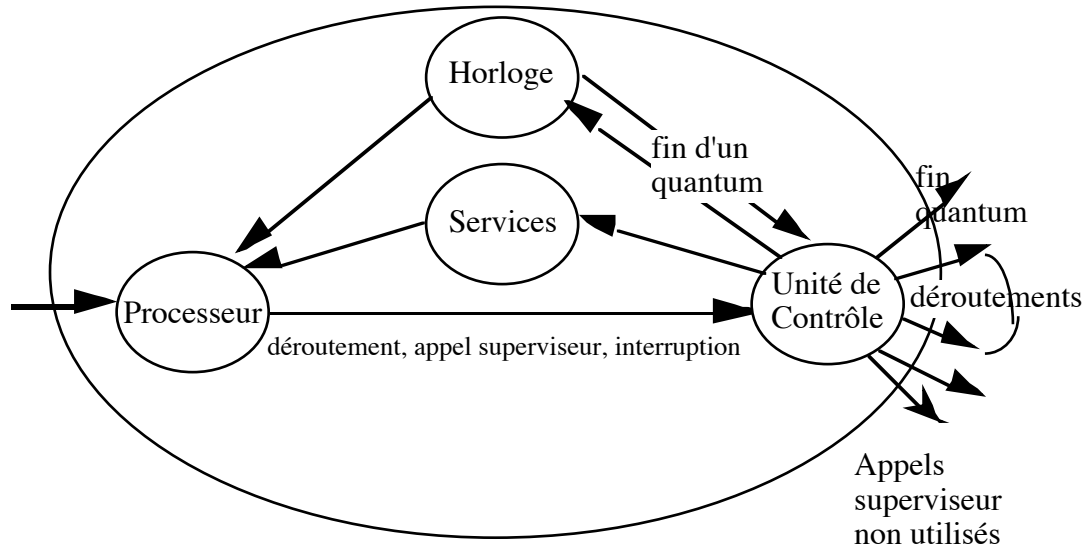 Horloge
fin d'un
quantum
fin
quantum
Services
Unité de
Contrôle
déroutements
Processeur
déroutement, appel superviseur, interruption
Appels
superviseur
non utilisés